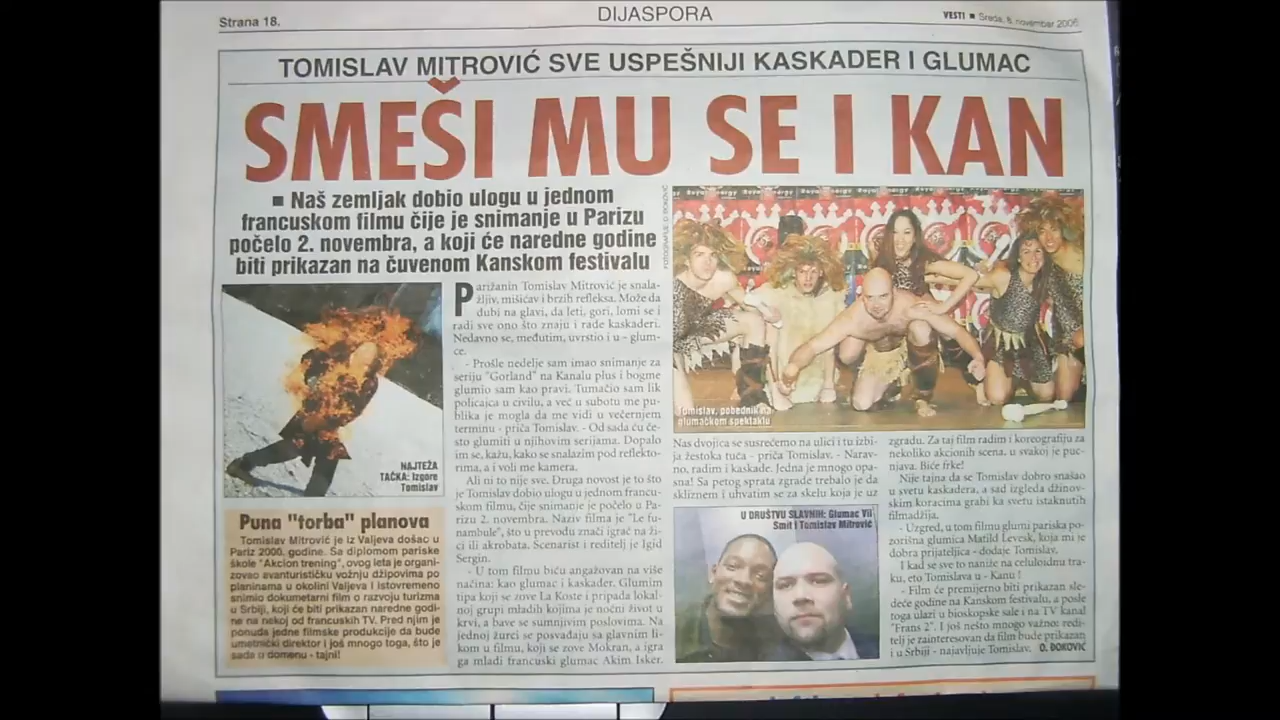 Strana 18.
DIJASPORA
VESTI ■ Sreda, 8. novembar 2006
TOMISLAV MITROVIĆ SVE USPEŠNIJI KASKADER I GLUMAC
SMEŠI MU SE I KAN
■ Naš zemljak dobio ulogu u jednom
francuskom filmu čije je snimanje u Parizu
počelo 2. novembra, a koji će naredne godine
biti prikazan na čuvenom Kanskom festivalu
NAJTEŽA
TAČKA: Izgore
Tomislav
Puna "torba" planova
Tomislav Mitrović je iz Valjeva došao u
Pariz 2000. godine. Sa diplomom pariske
škole "Akcion trening", ovog leta je organi-
zovao avanturističku vožnju džipovima po
planinama u okolini Valjeva i istovremeno
snimio dokumetarni film o razvoju turizma
u Srbiji, koji će biti prikazan naredne godi-
ne na nekoj od francuskih TV. Pred njim je
ponuda jedne filmske produkcije da bude
umetnički direktor i još mnogo toga, što je
sada u domenu - tajni!
Parižanin Tomislav Mitrović je snala-
žljiv, mišićav i brzih refleksa. Može da
dubi na glavi, da leti, gori, lomi se i
radi sve ono što znaju i rade kaskaderi.
Nedavno se, međutim, uvrstio i u - glum-
ce.
- Prošle nedelje sam imao snimanje za
seriju "Gorland" na Kanalu plus i bogme
glumio sam kao pravi. Tumačio sam lik
policajca u civilu, a već u subotu me pu-
blika je mogla da me vidi u večernjem
terminu - priča Tomislav. - Od sada ću če-
sto glumiti u njihovim serijama. Dopalo
im se, kažu, kako se snalazim pod reflekto-
rima, a i voli me kamera.
Ali ni to nije sve. Druga novost je to što
je Tomislav dobio ulogu u jednom francu-
skom filmu, čije snimanje je počelo u Pa-
rizu 2. novembra. Naziv filma je "Le fu-
nambule", što u prevodu znači igrač na ži-
ci ili akrobata. Scenarist i reditelj je Igid
Sergin.
- U tom filmu biću angažovan na više
načina: kao glumac i kaskader. Glumim
tipa koji se zove La Koste i pripada lokal-
noj grupi mladih kojima je noćni život u
krvi, a bave se sumnjivim poslovima. Na
jednoj žurci se posvađaju sa glavnim li-
kom u filmu, koji se zove Mokran, a igra
ga mladi francuski glumac Akim Isker.
FOTOGRAFIJE: O. ĐOKOVIĆ
Tomislav, pobednik na
glumačkom spektaklu
Nas dvojica se susrećemo na ulici i tu izbi-
ja žestoka tuča - priča Tomislav. - Narav-
no, radim i kaskade. Jedna je mnogo opa-
sna! Sa petog sprata zgrade trebalo je da
skliznem i uhvatim se za skelu koja je uz
U DRUŠTVU SLAVNIH: Glumac Vil
Smit i Tomislav Mitrović
zgradu. Za taj film radim i koreografiju za
nekoliko akcionih scena, u svakoj je puc-
njava. Biće frke!
Nije tajna da se Tomislav dobro snašao
u svetu kaskadera, a sad izgleda džinov-
skim koracima grabi ka svetu istaknutih
filmadžija.
- Uzgred, u tom filmu glumi pariska po-
zorišna glumica Matild Levesk, koja mi je
dobra prijateljica - dodaje Tomislav.
I kad se sve to naniže na celuloidnu tra-
ku, eto Tomislava u - Kanu !
- Film će premijerno biti prikazan sle-
deće godine na Kanskom festivalu, a posle
toga ulazi u bioskopske sale i na TV kanal
"Frans 2". I još nešto mnogo važno: redi-
telj je zainteresovan da film bude prikazan
i u Srbiji - najavljuje Tomislav. O. ĐOKOVIĆ